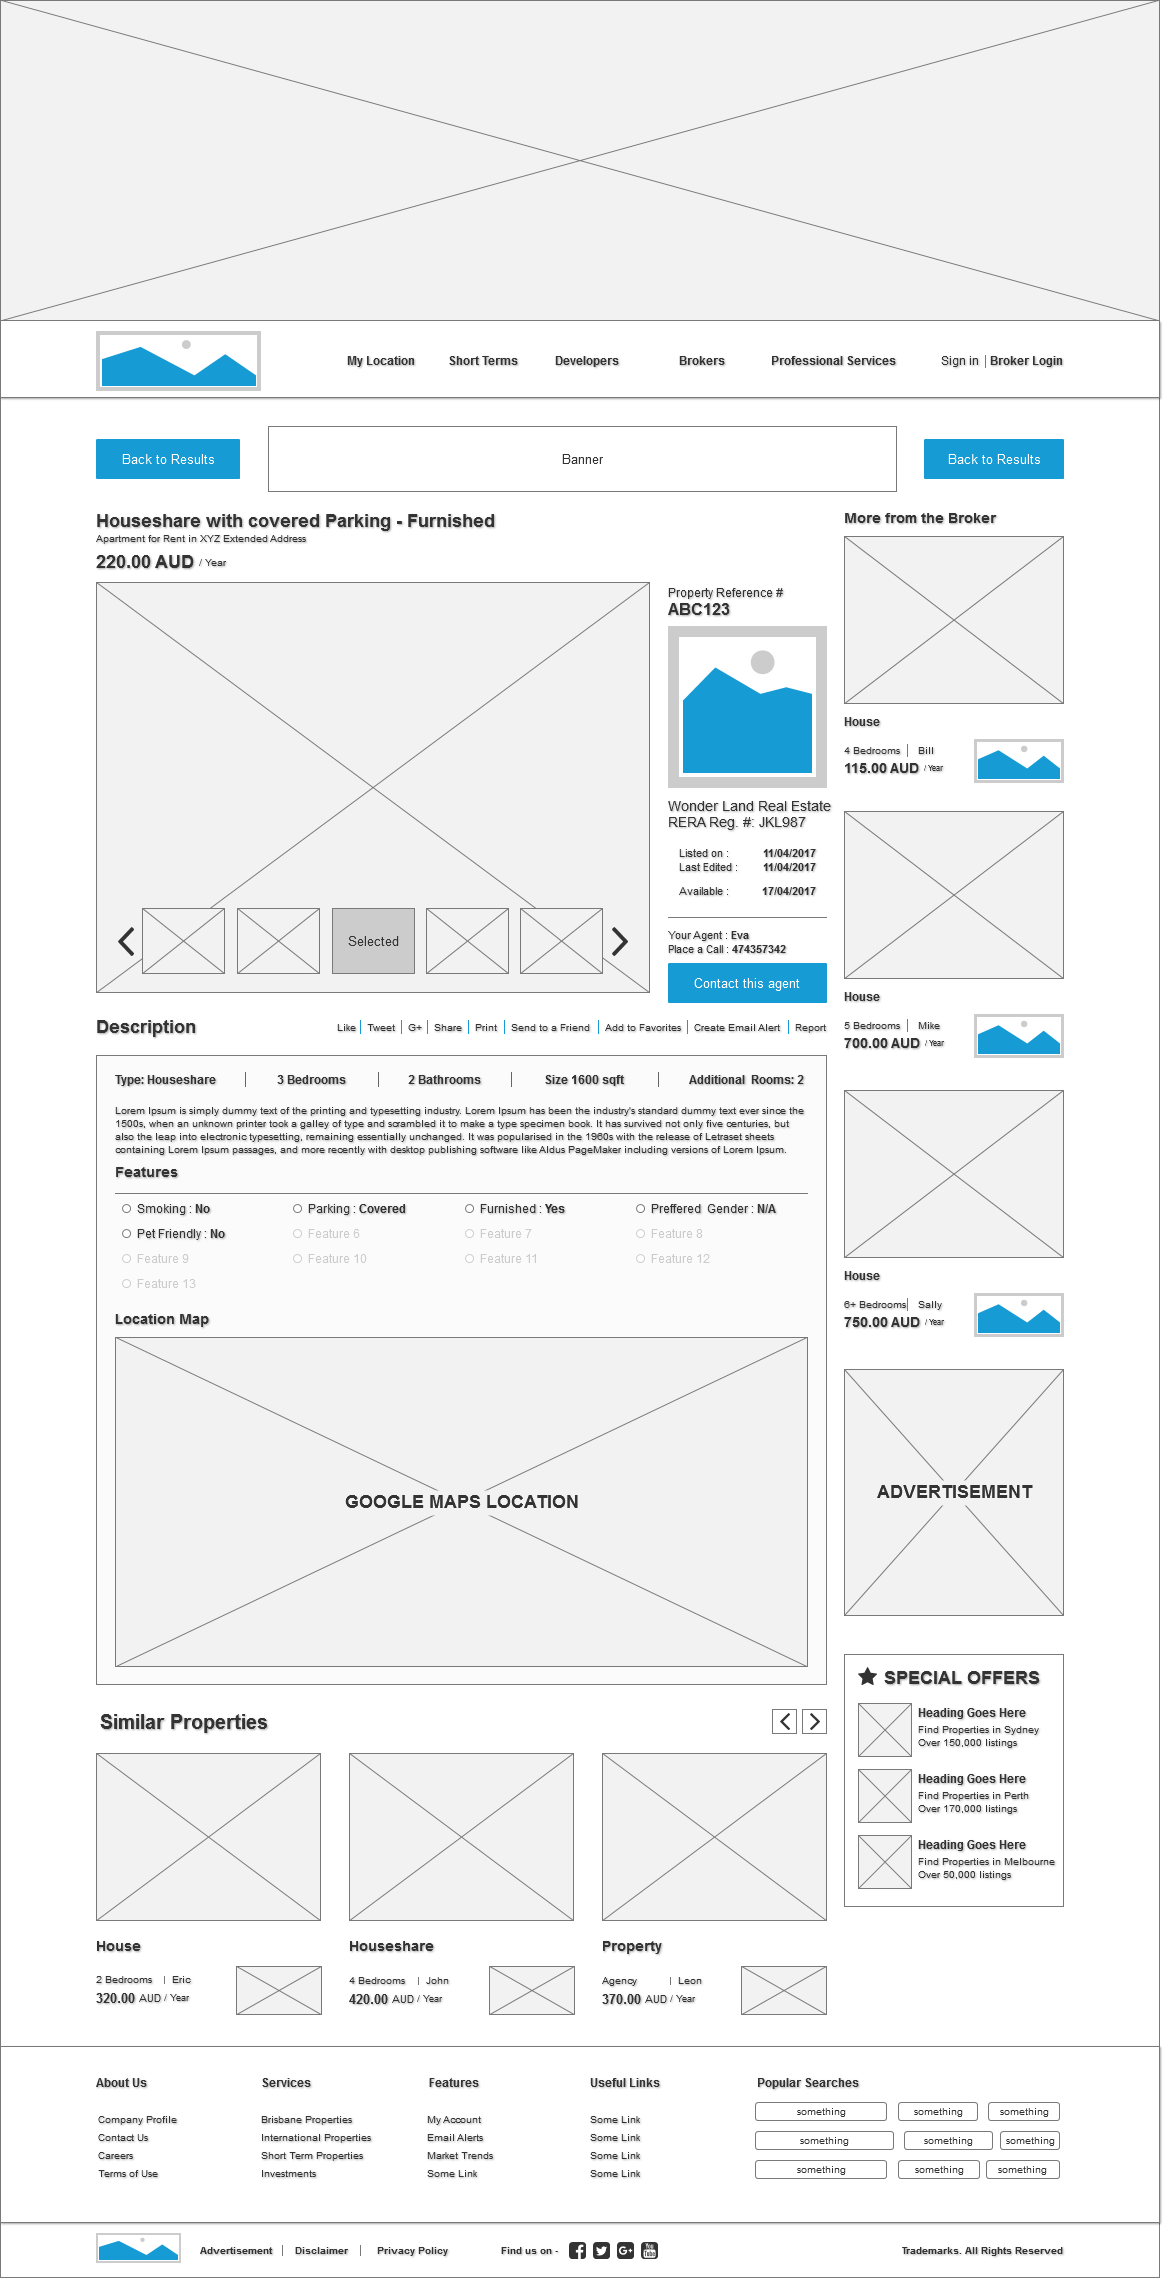 My Location Short Terms Developers Brokers Professional Services Sign in | Broker Login
Back to Results
Banner
Back to Results
Houseshare with covered Parking - Furnished
Apartment for Rent in XYZ Extended Address
220.00 AUD / Year
Selected
Property Reference #
ABC123
Wonder Land Real Estate
RERA Reg. #: JKL987
Listed on : 11/04/2017
Last Edited : 11/04/2017
Available : 17/04/2017
Your Agent : Eva
Place a Call : 474357342
Contact this agent
Description
Like | Tweet | G+ | Share | Print | Send to a Friend | Add to Favorites | Create Email Alert | Report
Type: Houseshare | 3 Bedrooms | 2 Bathrooms | Size 1600 sqft | Additional Rooms: 2
Lorem Ipsum is simply dummy text of the printing and typesetting industry. Lorem Ipsum has been the industry's standard dummy text ever since the
1500s, when an unknown printer took a galley of type and scrambled it to make a type specimen book. It has survived not only five centuries, but
also the leap into electronic typesetting, remaining essentially unchanged. It was popularised in the 1960s with the release of Letraset sheets
containing Lorem Ipsum passages, and more recently with desktop publishing software like Aldus PageMaker including versions of Lorem Ipsum.
Features
Smoking : No Parking : Covered Furnished : Yes Preffered Gender : N/A
Pet Friendly : No Feature 6 Feature 7 Feature 8
Feature 9 Feature 10 Feature 11 Feature 12
Feature 13
Location Map
GOOGLE MAPS LOCATION
More from the Broker
House
4 Bedrooms | Bill
115.00 AUD / Year
House
5 Bedrooms | Mike
700.00 AUD / Year
House
6+ Bedrooms | Sally
750.00 AUD / Year
ADVERTISEMENT
SPECIAL OFFERS
Heading Goes Here
Find Properties in Sydney
Over 150,000 listings
Heading Goes Here
Find Properties in Perth
Over 170,000 listings
Heading Goes Here
Find Properties in Melbourne
Over 50,000 listings
Similar Properties
House
2 Bedrooms | Eric
320.00 AUD / Year
Houseshare
4 Bedrooms | John
420.00 AUD / Year
Property
Agency | Leon
370.00 AUD / Year
About Us
Company Profile
Contact Us
Careers
Terms of Use
Services
Brisbane Properties
International Properties
Short Term Properties
Investments
Features
My Account
Email Alerts
Market Trends
Some Link
Useful Links
Some Link
Some Link
Some Link
Some Link
Popular Searches
something something something
something something something
something something something
Advertisement | Disclaimer | Privacy Policy Find us on - You Tube Trademarks. All Rights Reserved